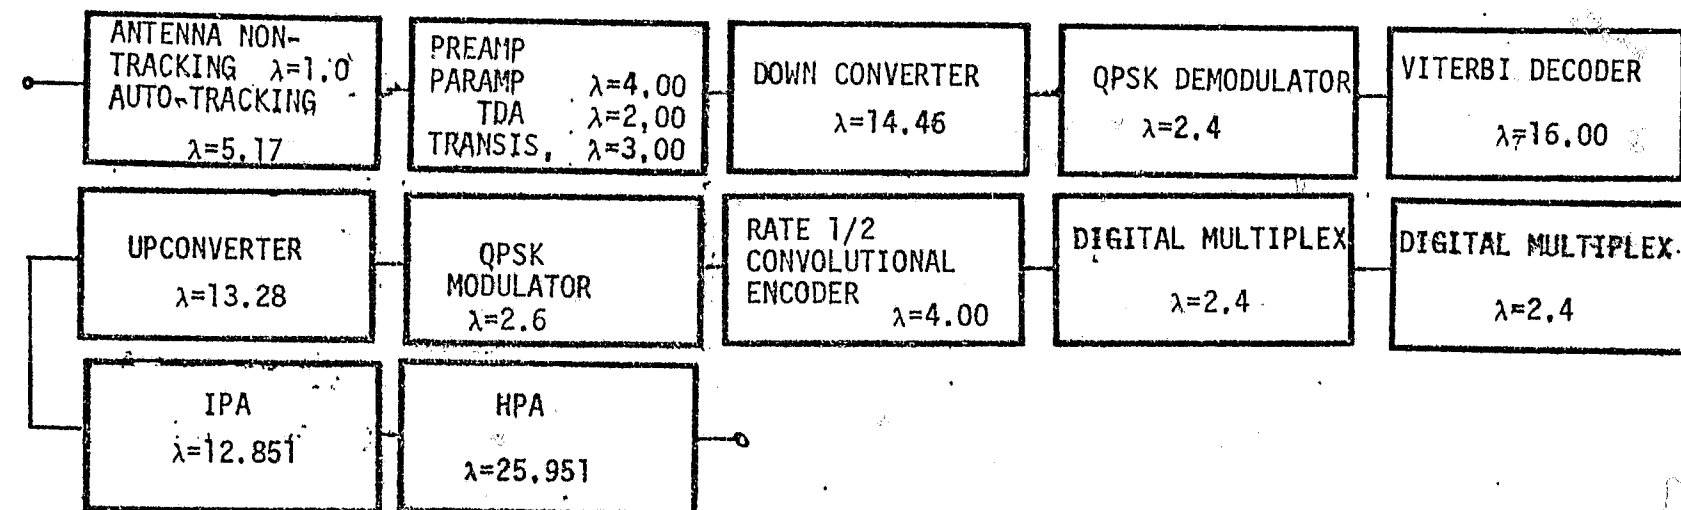 ANTENNA NON-
TRACKING λ=1.0
AUTO-TRACKING
λ=5.17
PREAMP
PARAMP λ=4.00
TDA λ=2.00
TRANSIS. λ=3.00
DOWN CONVERTER
λ=14.46
QPSK DEMODULATOR
λ=2.4
VITERBI DECODER
λ=16.00
UPCONVERTER
λ=13.28
QPSK
MODULATOR
λ=2.6
RATE 1/2
CONVOLUTIONAL
ENCODER
λ=4.00
DIGITAL MULTIPLEX
λ=2.4
DIGITAL MULTIPLEX
λ=2.4
IPA
λ=12.851
HPA
λ=25.951